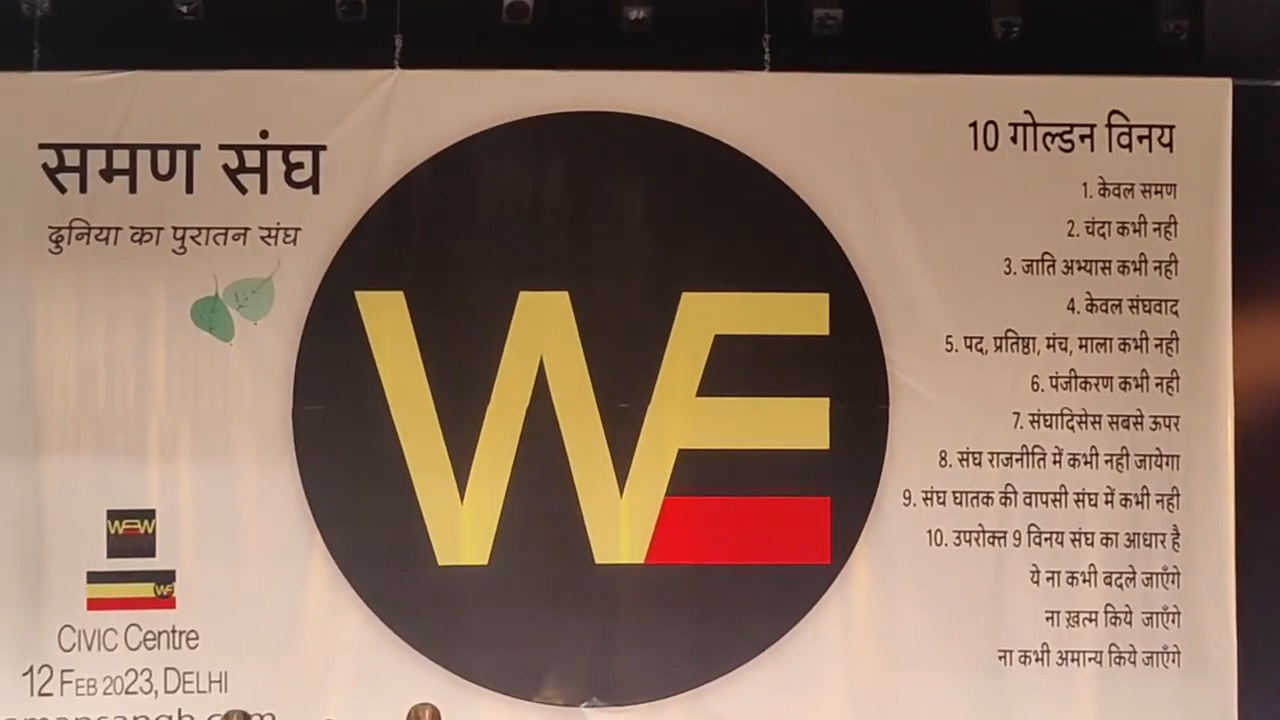 समण संघ
दुनिया का पुरातन संघ
WE
WEW
WE
CIVIC Centre
12 FEB 2023, DELHI
10 गोल्डन विनय
1. केवल समण
2. चंदा कभी नही
3. जाति अभ्यास कभी नही
4. केवल संघवाद
5. पद, प्रतिष्ठा, मंच, माला कभी नही
6. पंजीकरण कभी नही
7. संघादिसेस सबसे ऊपर
8. संघ राजनीति में कभी नही जायेगा
9. संघ घातक की वापसी संघ में कभी नही
10. उपरोक्त 9 विनय संघ का आधार है
ये ना कभी बदले जाएँगे
ना ख़त्म किये जाएँगे
ना कभी अमान्य किये जाएँगे